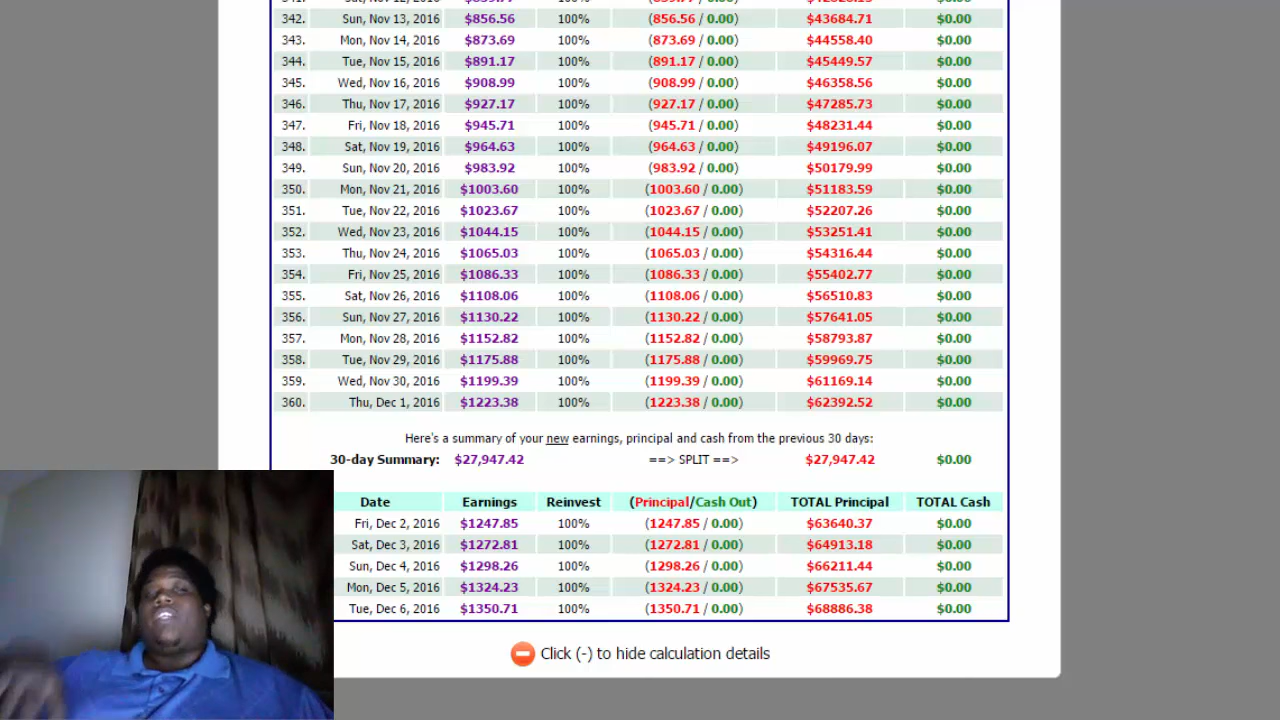 342. Sun, Nov 13, 2016 $856.56 100% (856.56 / 0.00) $43684.71 $0.00
343. Mon, Nov 14, 2016 $873.69 100% (873.69 / 0.00) $44558.40 $0.00
344. Tue, Nov 15, 2016 $891.17 100% (891.17 / 0.00) $45449.57 $0.00
345. Wed, Nov 16, 2016 $908.99 100% (908.99 / 0.00) $46358.56 $0.00
346. Thu, Nov 17, 2016 $927.17 100% (927.17 / 0.00) $47285.73 $0.00
347. Fri, Nov 18, 2016 $945.71 100% (945.71 / 0.00) $48231.44 $0.00
348. Sat, Nov 19, 2016 $964.63 100% (964.63 / 0.00) $49196.07 $0.00
349. Sun, Nov 20, 2016 $983.92 100% (983.92 / 0.00) $50179.99 $0.00
350. Mon, Nov 21, 2016 $1003.60 100% (1003.60 / 0.00) $51183.59 $0.00
351. Tue, Nov 22, 2016 $1023.67 100% (1023.67 / 0.00) $52207.26 $0.00
352. Wed, Nov 23, 2016 $1044.15 100% (1044.15 / 0.00) $53251.41 $0.00
353. Thu, Nov 24, 2016 $1065.03 100% (1065.03 / 0.00) $54316.44 $0.00
354. Fri, Nov 25, 2016 $1086.33 100% (1086.33 / 0.00) $55402.77 $0.00
355. Sat, Nov 26, 2016 $1108.06 100% (1108.06 / 0.00) $56510.83 $0.00
356. Sun, Nov 27, 2016 $1130.22 100% (1130.22 / 0.00) $57641.05 $0.00
357. Mon, Nov 28, 2016 $1152.82 100% (1152.82 / 0.00) $58793.87 $0.00
358. Tue, Nov 29, 2016 $1175.88 100% (1175.88 / 0.00) $59969.75 $0.00
359. Wed, Nov 30, 2016 $1199.39 100% (1199.39 / 0.00) $61169.14 $0.00
360. Thu, Dec 1, 2016 $1223.38 100% (1223.38 / 0.00) $62392.52 $0.00
Here's a summary of your new earnings, principal and cash from the previous 30 days:
30-day Summary: $27,947.42 ==> SPLIT ==> $27,947.42 $0.00
Date Earnings Reinvest (Principal/Cash Out) TOTAL Principal TOTAL Cash
Fri, Dec 2, 2016 $1247.85 100% (1247.85 / 0.00) $63640.37 $0.00
Sat, Dec 3, 2016 $1272.81 100% (1272.81 / 0.00) $64913.18 $0.00
Sun, Dec 4, 2016 $1298.26 100% (1298.26 / 0.00) $66211.44 $0.00
Mon, Dec 5, 2016 $1324.23 100% (1324.23 / 0.00) $67535.67 $0.00
Tue, Dec 6, 2016 $1350.71 100% (1350.71 / 0.00) $68886.38 $0.00
Click (-) to hide calculation details